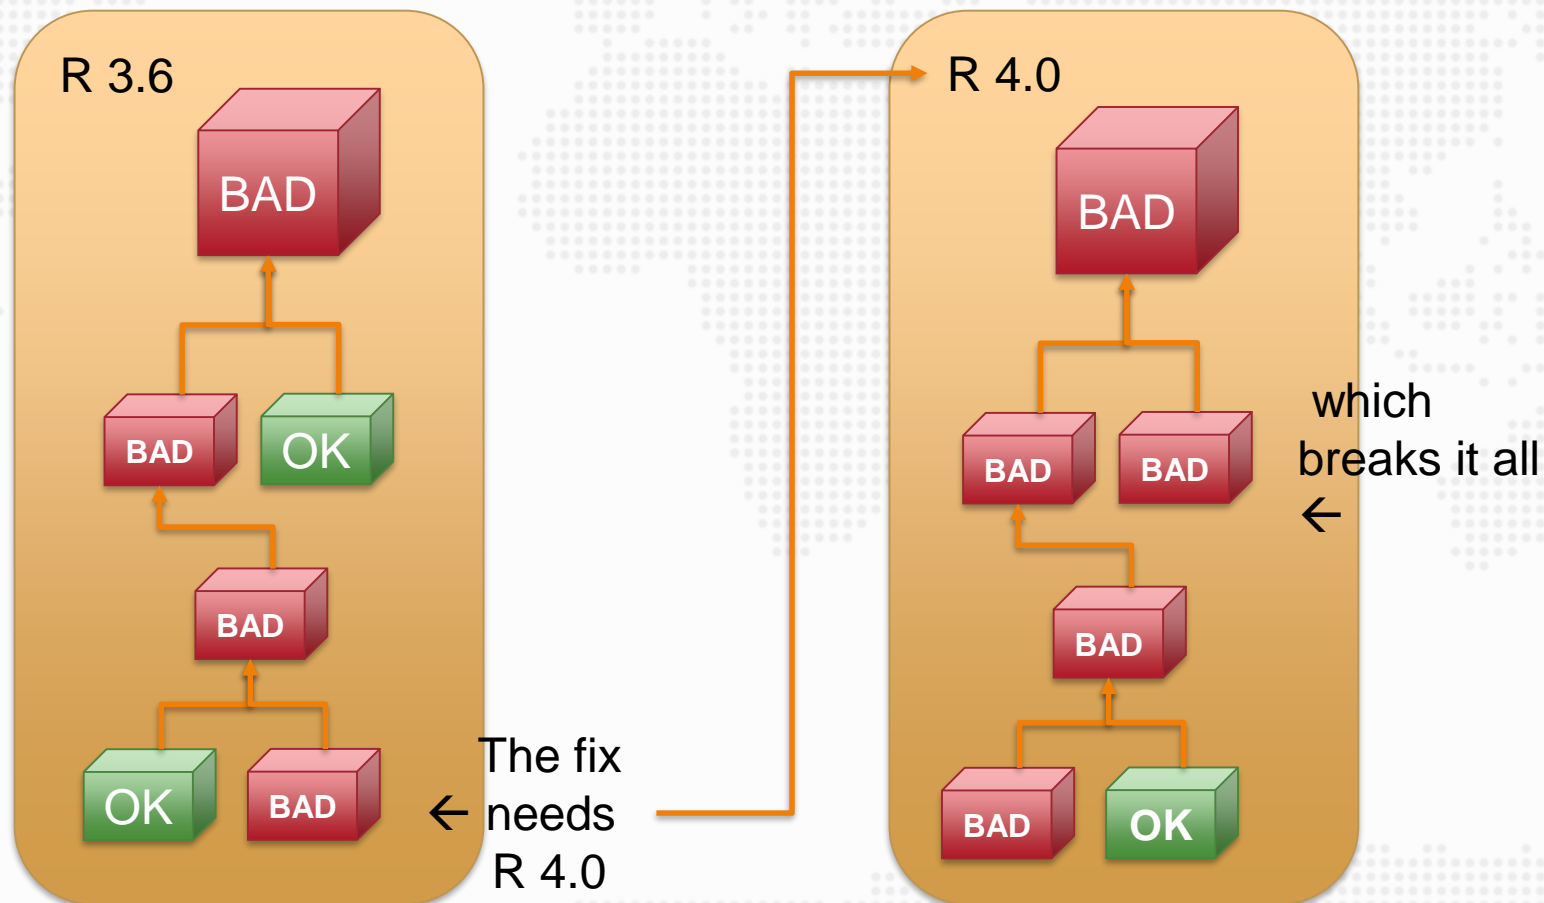 R 3.6
BAD
BAD
OK
BAD
OK
BAD
The fix
← needs
R 4.0
R 4.0
BAD
BAD
BAD
BAD
BAD
OK
which
breaks it all
←